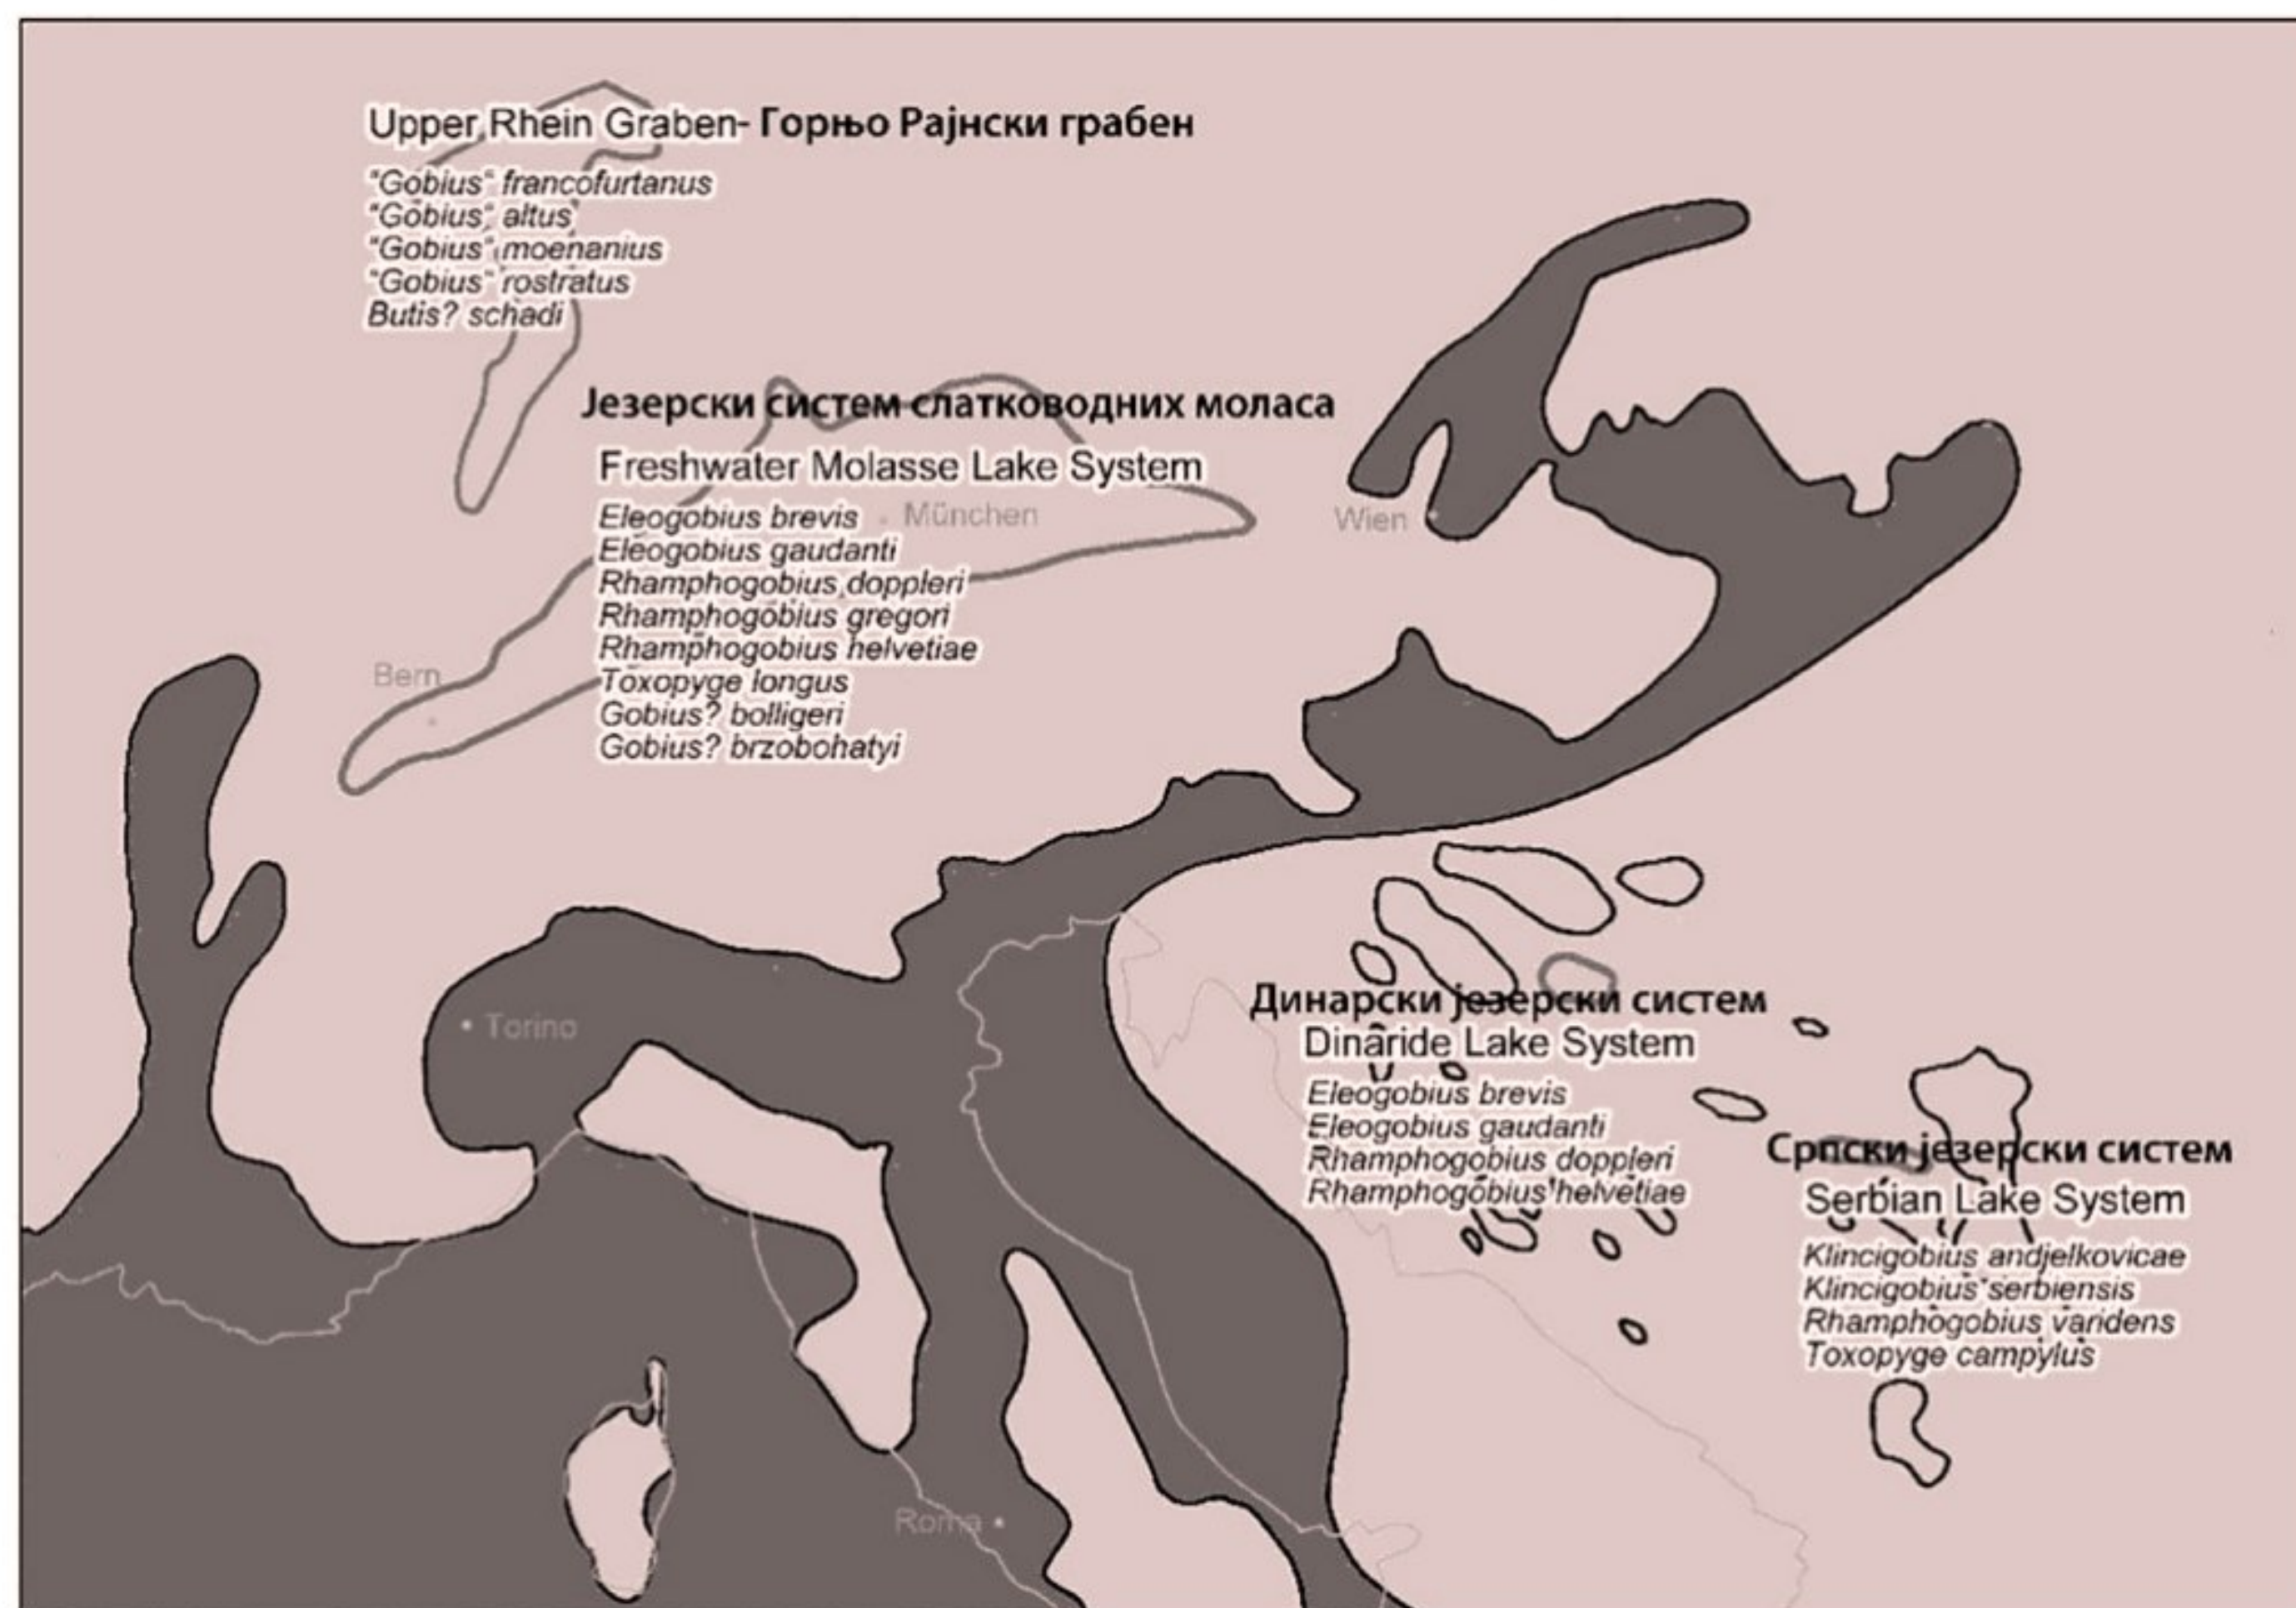 Upper Rhein Graben- Горњо Рајнски грабен
"Gobius" francofurtanus
"Gobius" altus
"Gobius" moenanius
"Gobius" rostratus
Butis? schadi
Језерски систем слатководних моласа
Freshwater Molasse Lake System
Eleogobius brevis
München
Eleogobius gaudanti
Rhamphogobius doppleri
Rhamphogobius gregori
Rhamphogobius helvetiae
Toxopyge longus
Gobius? bolligeri
Gobius? brzobohatyi
Wien
Bern
Torino
Динарски језерски систем
Dinaride Lake System
Eleogobius brevis
Eleogobius gaudanti
Rhamphogobius doppleri
Rhamphogobius helvetiae
Српски језерски систем
Serbian Lake System
Klincigobius andjelkovicae
Klincigobius serbiensis
Rhamphogobius varidens
Toxopyge campylus
Roma